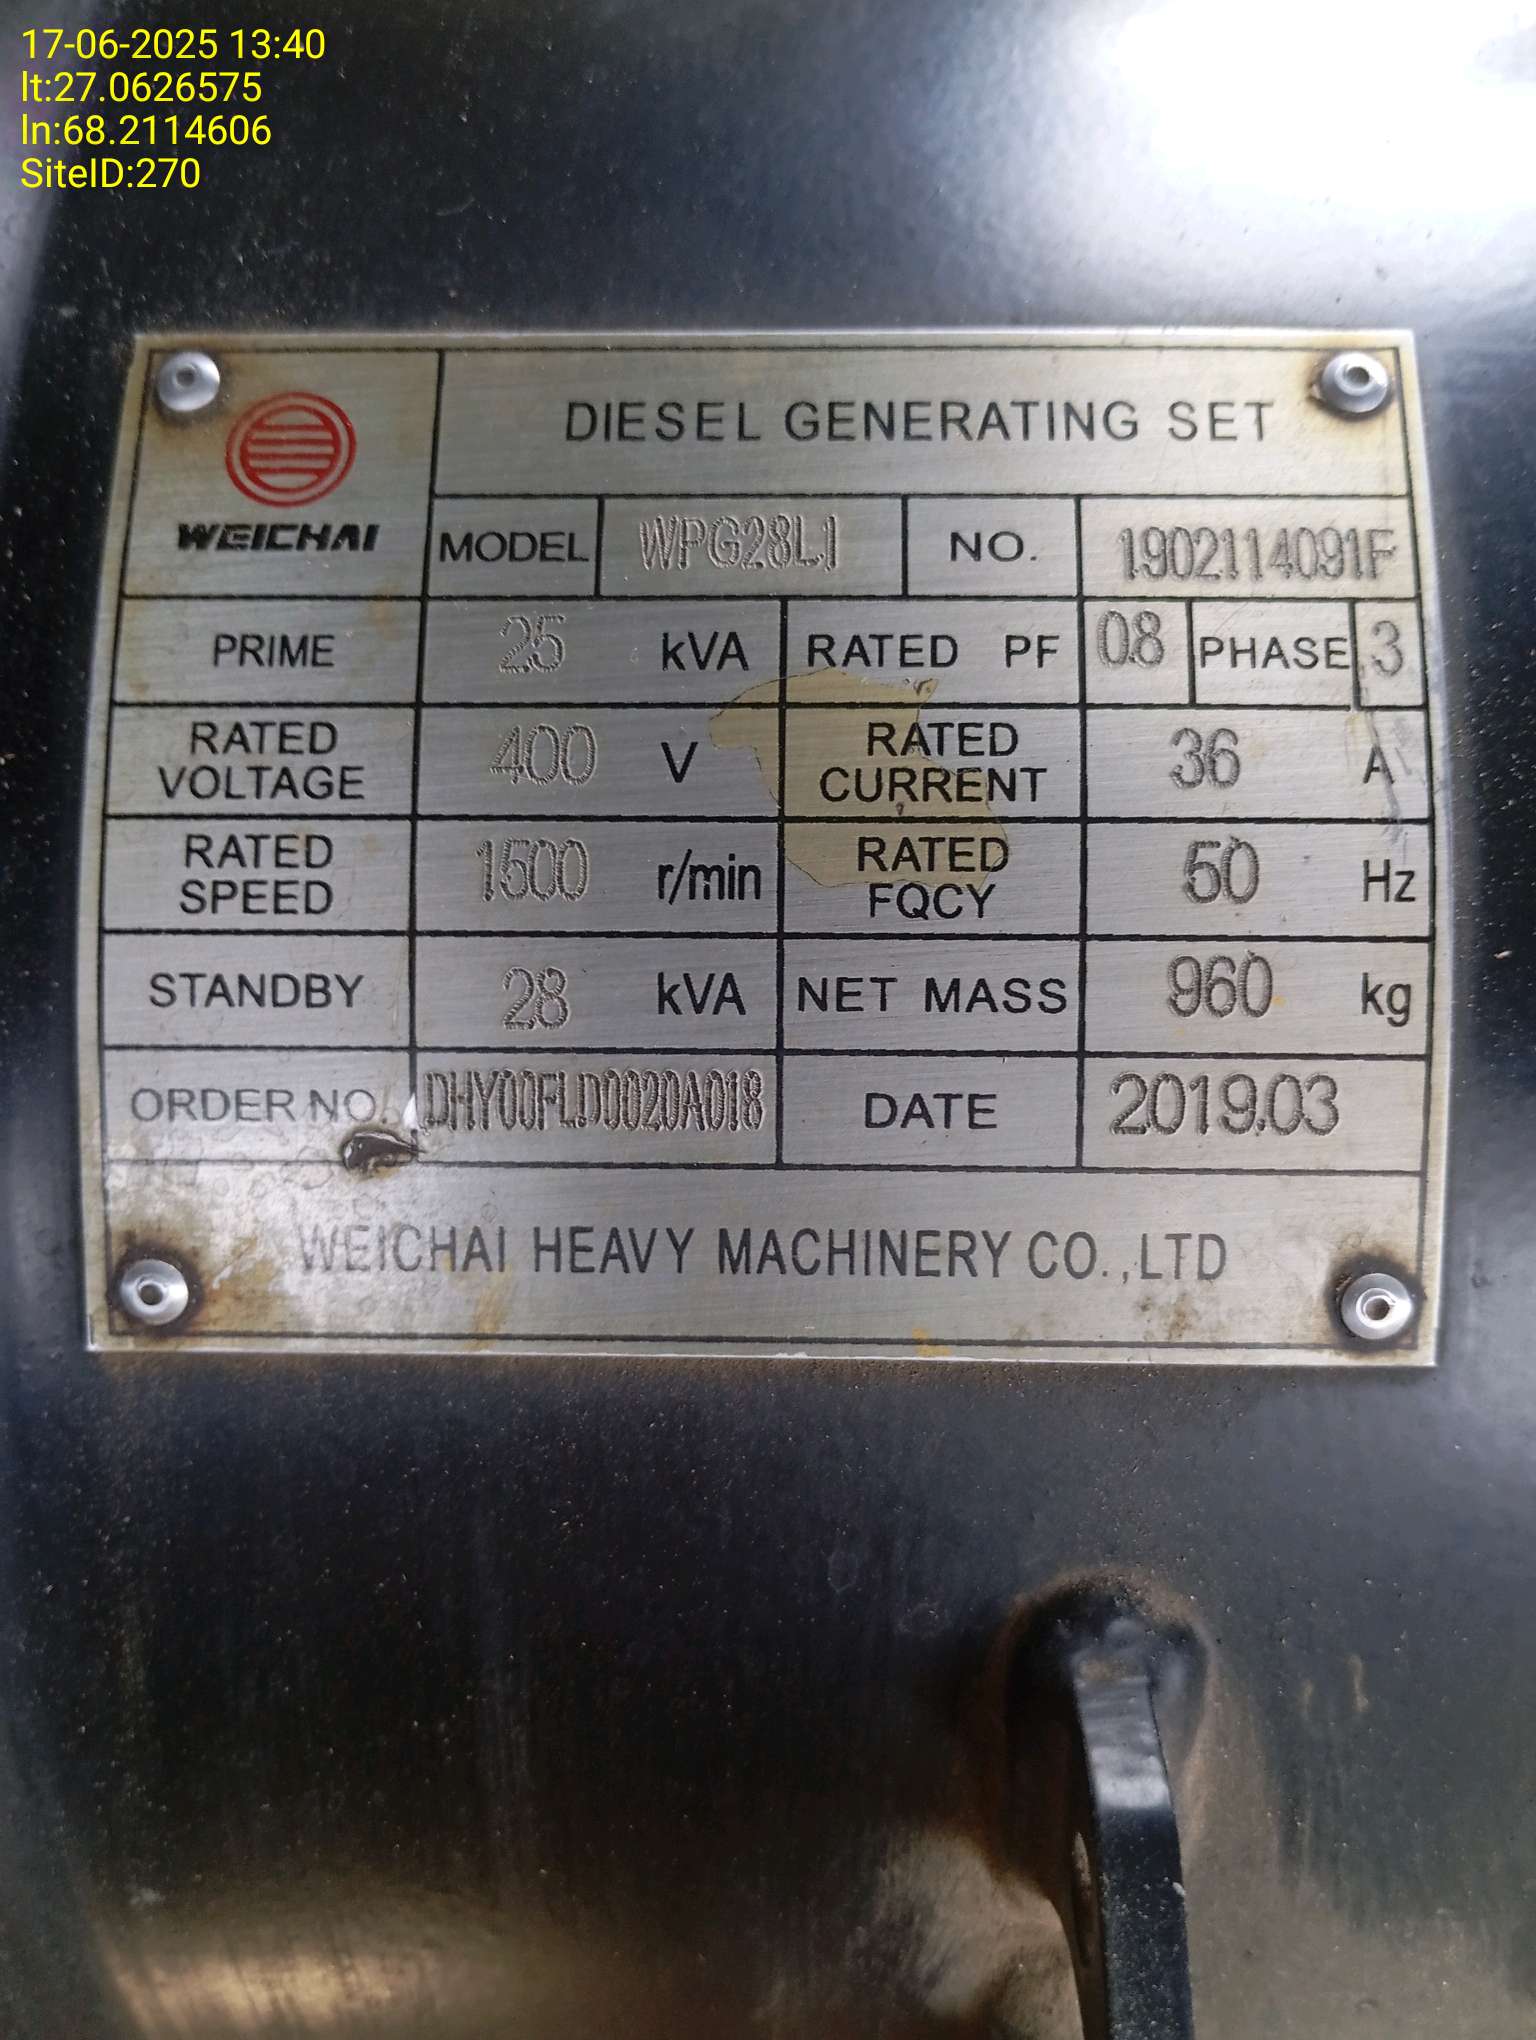 17-06-2025 13:40
lt:27.0626575
ln:68.2114606
SiteID:270
WEICHAI
DIESEL GENERATING SET
MODEL WPG28L1 NO. 1902114091F
PRIME 25 kVA RATED PF 0.8 PHASE 3
RATED VOLTAGE 400 V RATED CURRENT 36 A
RATED SPEED 1500 r/min RATED FQCY 50 Hz
STANDBY 28 kVA NET MASS 960 kg
ORDER NO. DHY00FLD0020A018 DATE 2019.03
WEICHAI HEAVY MACHINERY CO.,LTD